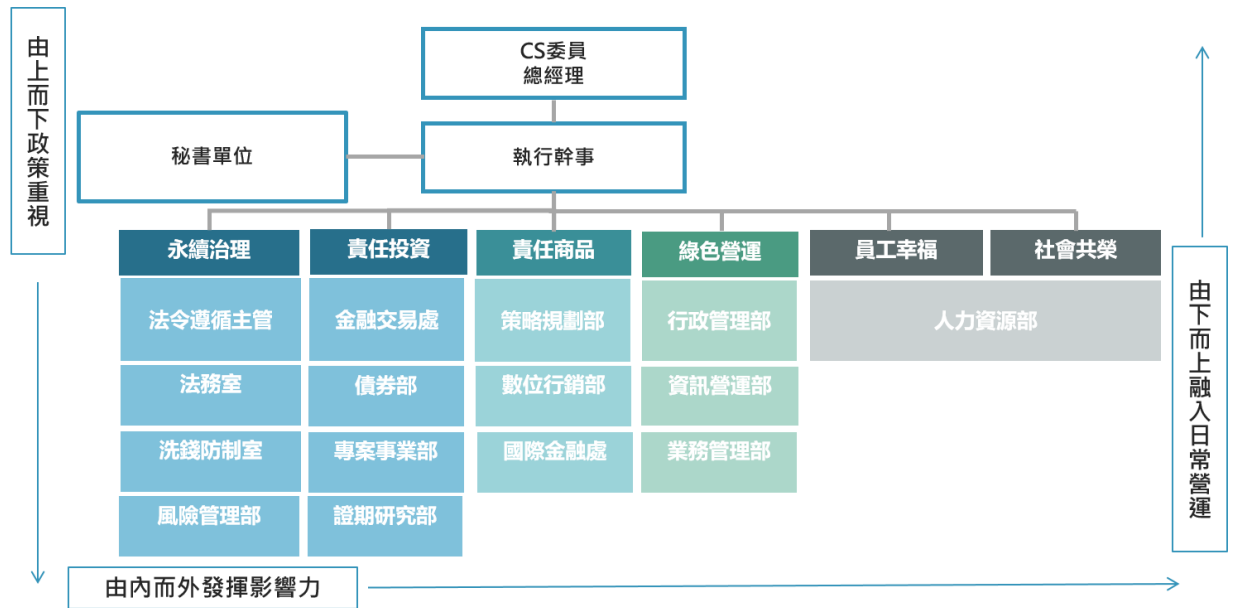 由上而下政策重視
CS委員
總經理
秘書單位
執行幹事
永續治理
責任投資
責任商品
綠色營運
員工幸福
社會共榮
法令遵循主管
金融交易處
策略規劃部
行政管理部
人力資源部
法務室
債券部
數位行銷部
資訊營運部
洗錢防制室
專案事業部
國際金融處
業務管理部
風險管理部
證期研究部
由下而上融入日常營運
由內而外發揮影響力